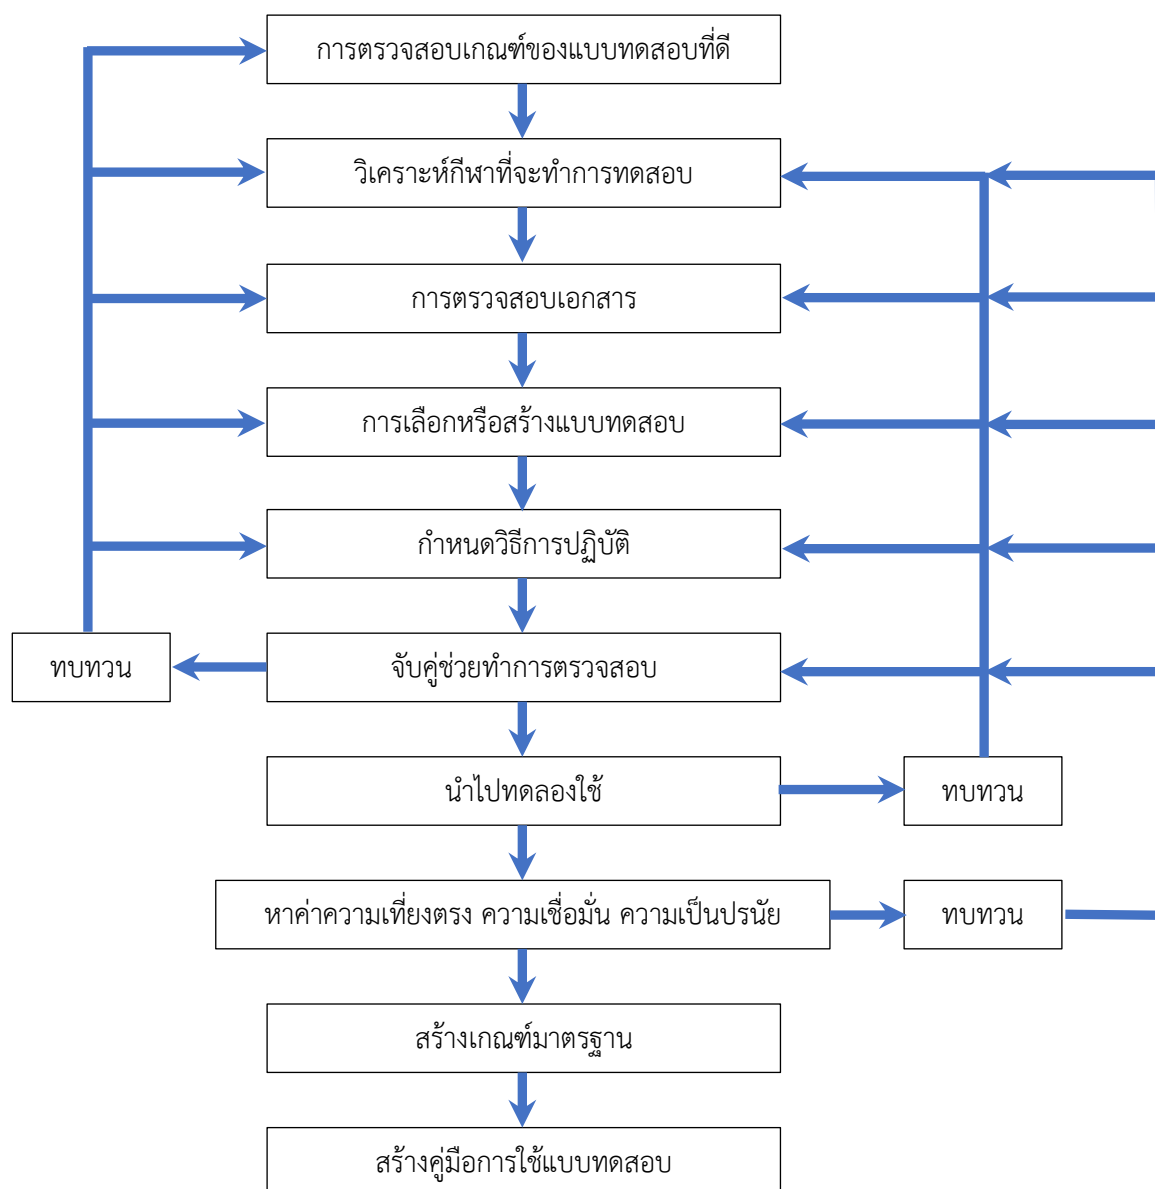 การตรวจสอบเกณฑ์ของแบบทดสอบที่ดี
วิเคราะห์กีฬาที่จะทำการทดสอบ
การตรวจสอบเอกสาร
การเลือกหรือสร้างแบบทดสอบ
กำหนดวิธีการปฏิบัติ
ทบทวน
จับคู่ช่วยทำการตรวจสอบ
นำไปทดลองใช้
ทบทวน
หาค่าความเที่ยงตรง ความเชื่อมั่น ความเป็นปรนัย
ทบทวน
สร้างเกณฑ์มาตรฐาน
สร้างคู่มือการใช้แบบทดสอบ